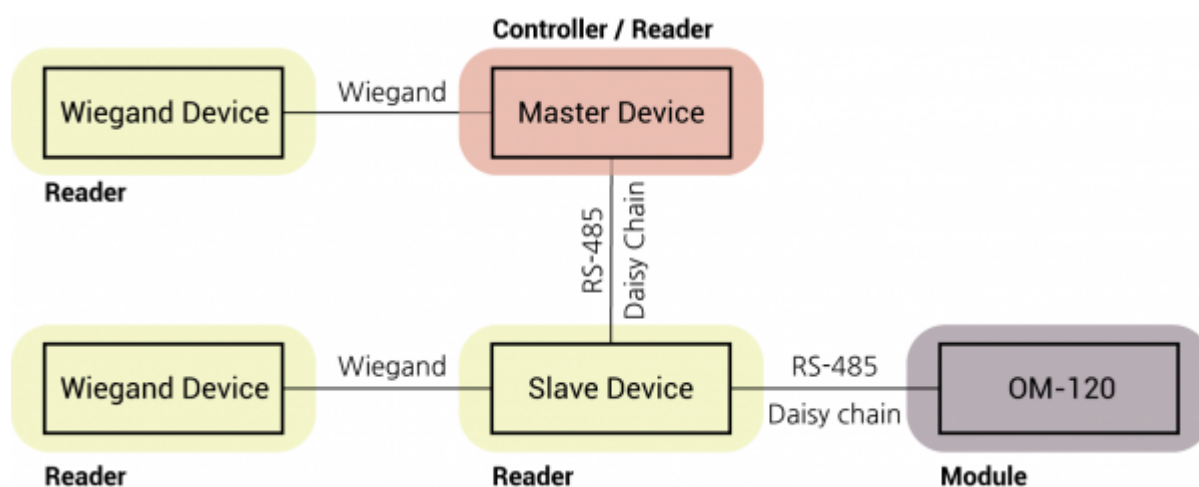 Controller / Reader
Wiegand Device
Wiegand
Master Device
Reader
RS-485
Daisy Chain
Wiegand Device
Wiegand
Slave Device
RS-485
Daisy chain
OM-120
Reader
Reader
Module